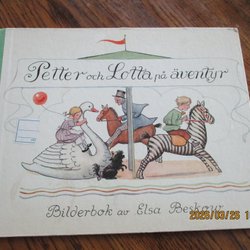 Petter och Lotta på äventyr
Bilderbok av Elsa Beskow
2025/03/25